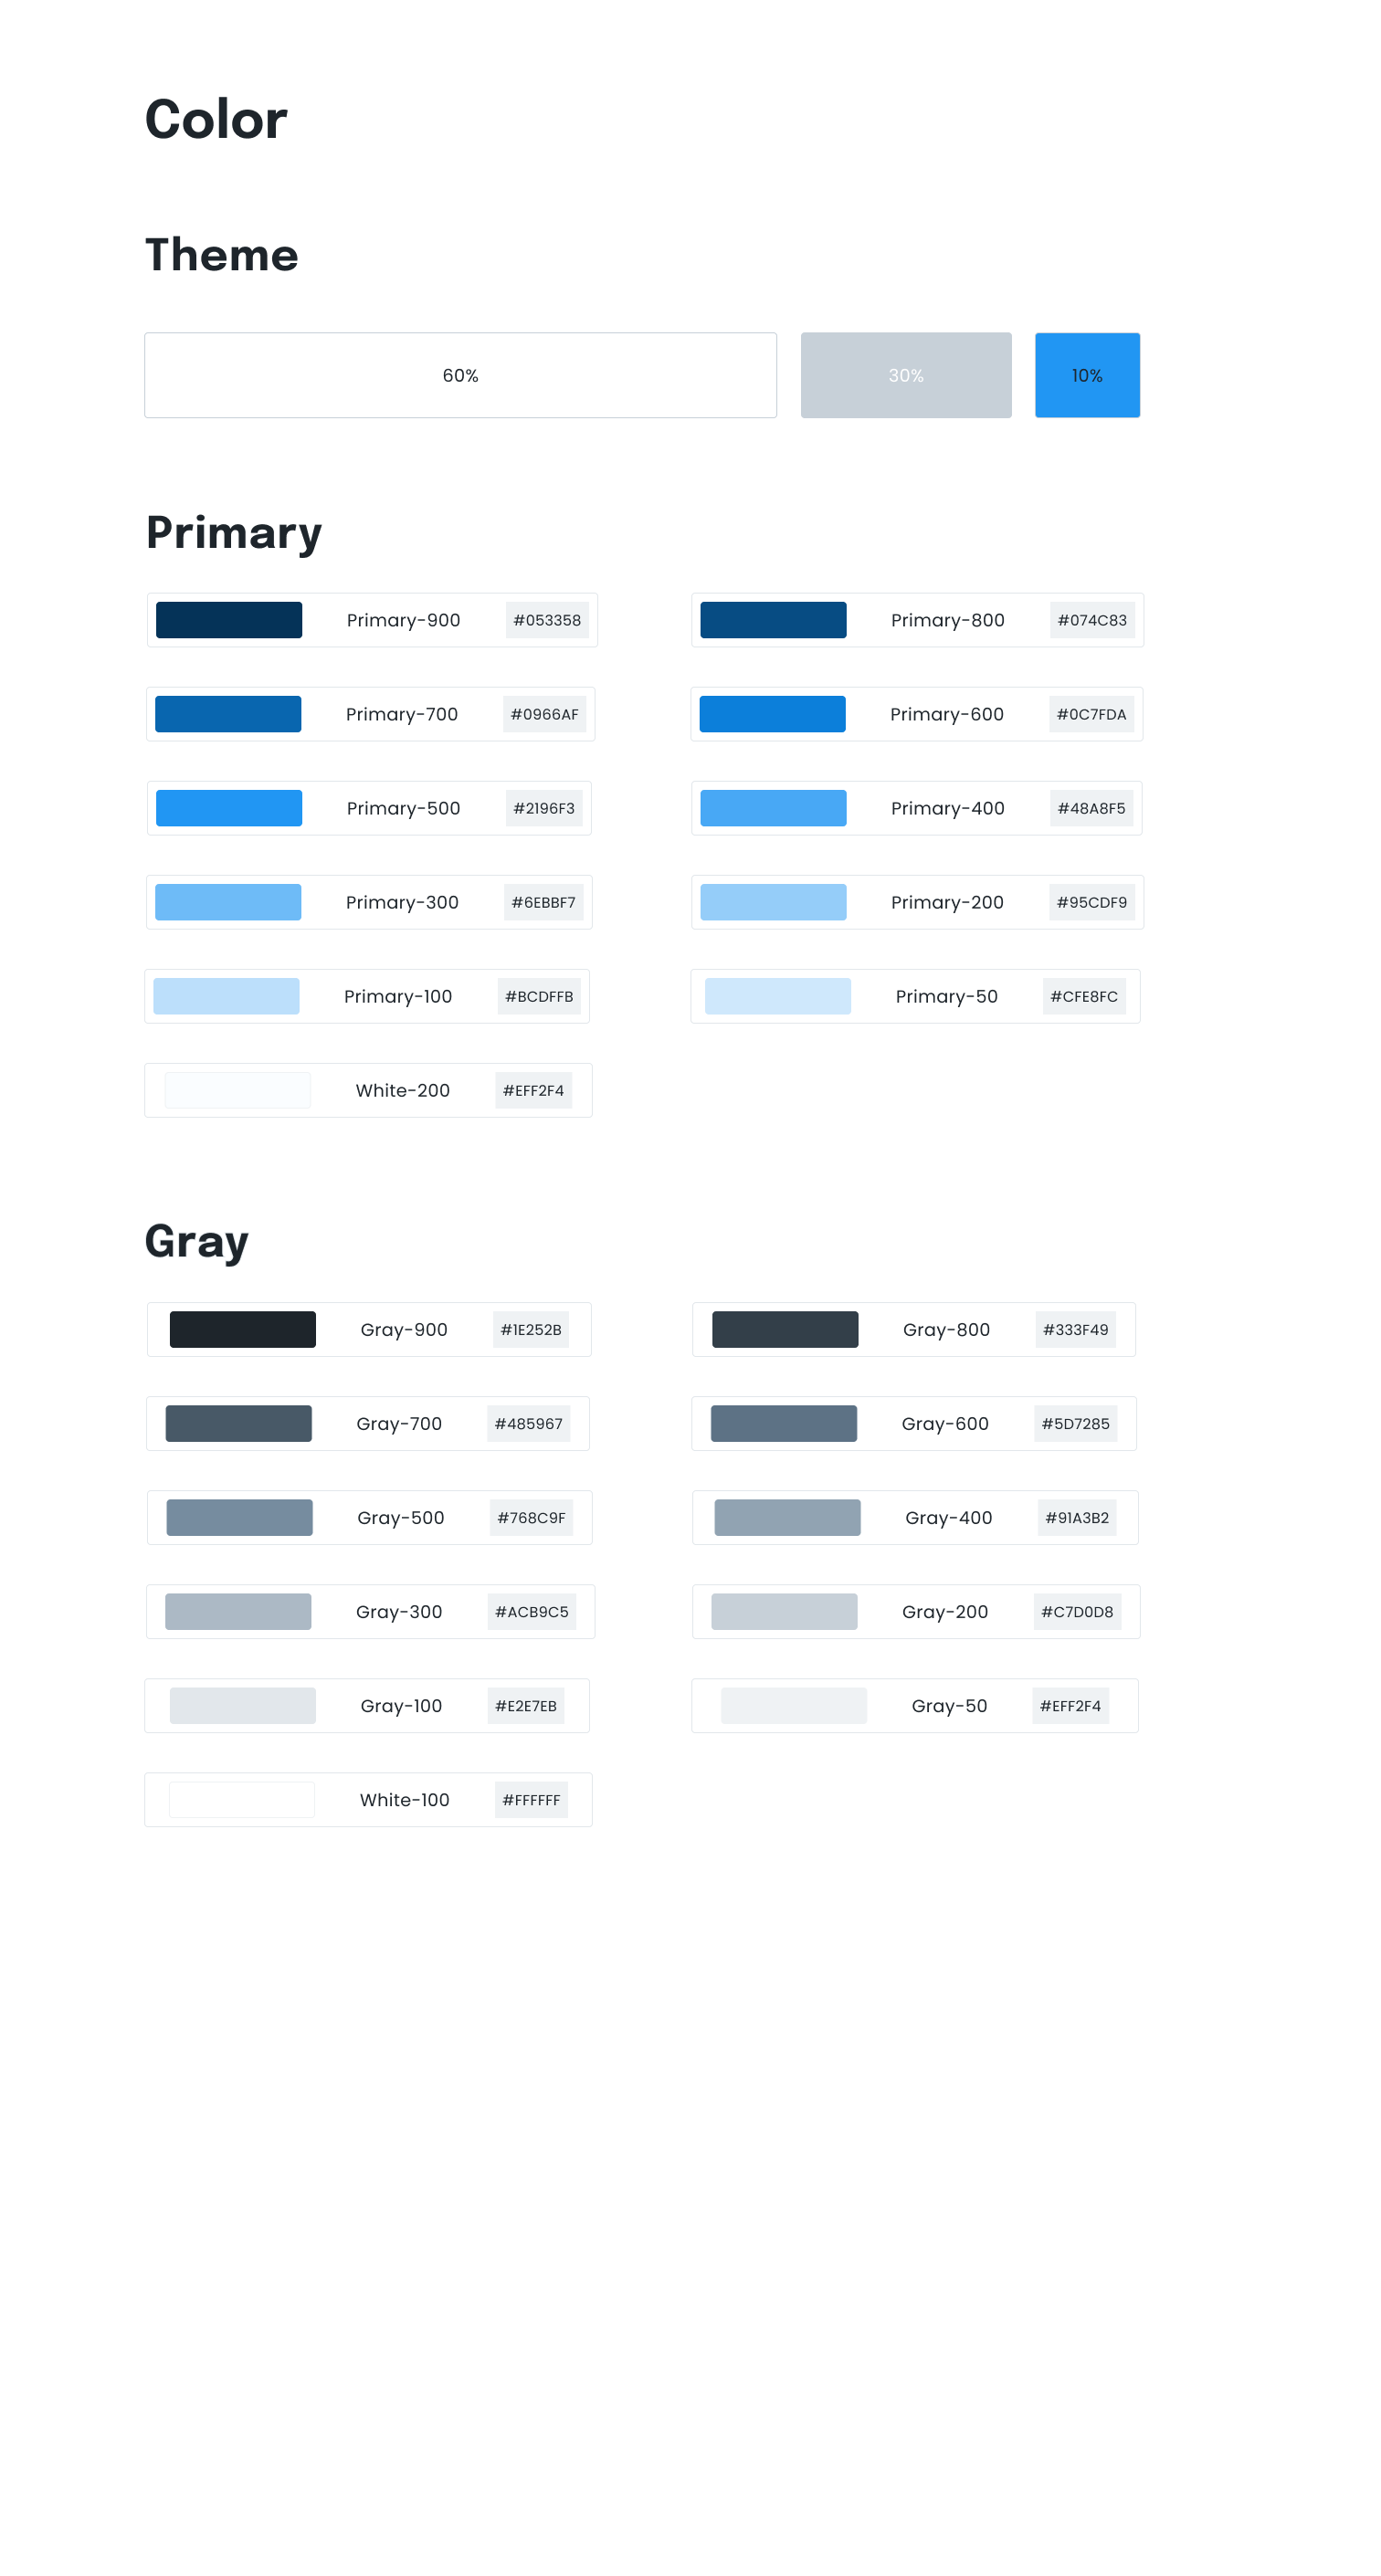 Color
Theme
60% 30% 10%
Primary
Primary-900 #053358 Primary-800 #074C83
Primary-700 #0966AF Primary-600 #0C7FDA
Primary-500 #2196F3 Primary-400 #48A8F5
Primary-300 #6EBBF7 Primary-200 #95CDF9
Primary-100 #BCDFFB Primary-50 #CFE8FC
White-200 #EFF2F4
Gray
Gray-900 #1E252B Gray-800 #333F49
Gray-700 #485967 Gray-600 #5D7285
Gray-500 #768C9F Gray-400 #91A3B2
Gray-300 #ACB9C5 Gray-200 #C7D0D8
Gray-100 #E2E7EB Gray-50 #EFF2F4
White-100 #FFFFFF